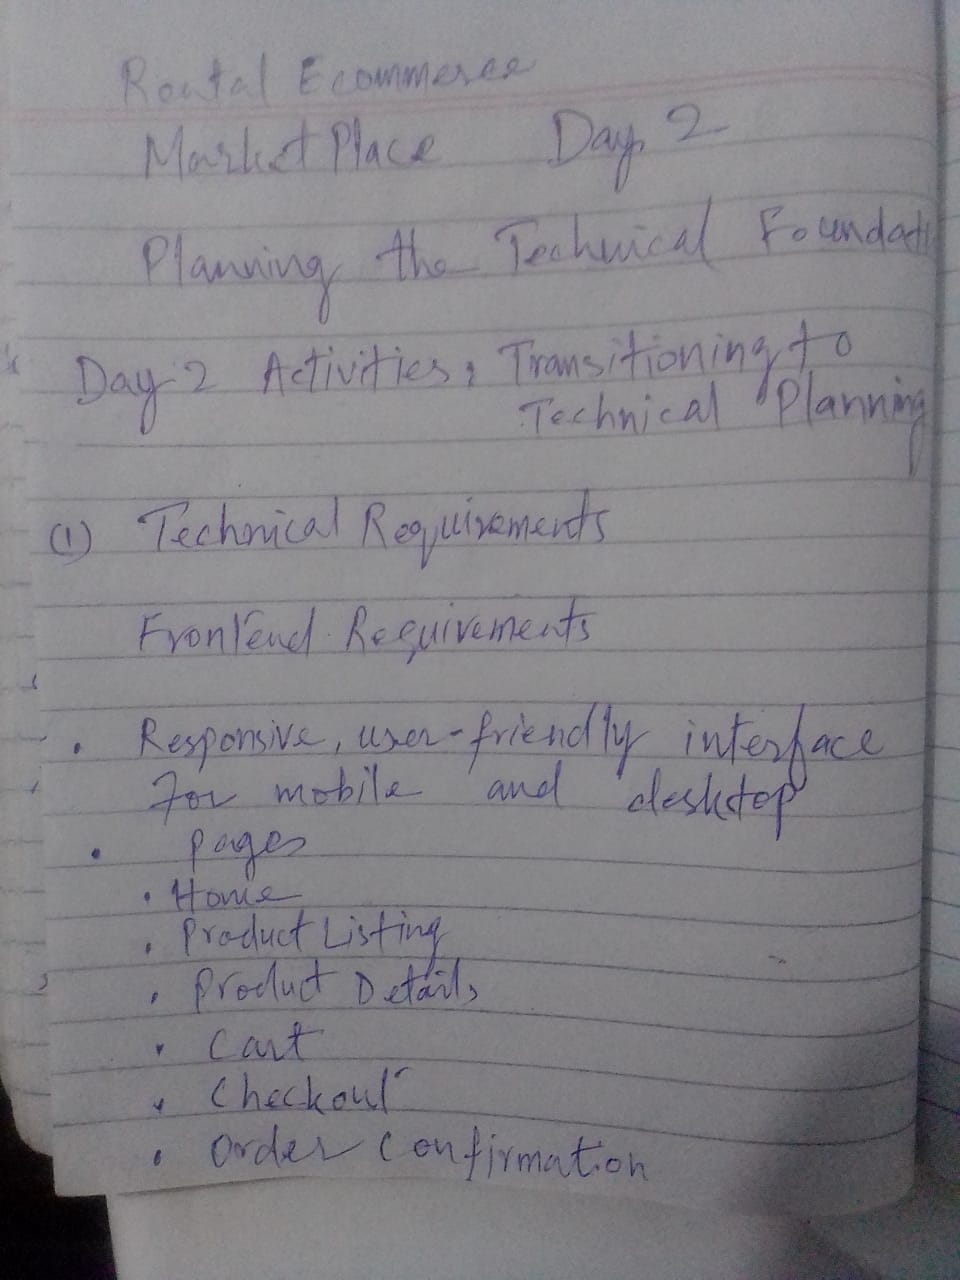 Rental Ecommerce
Market Place Day 2
Planning the Technical Foundati
Day 2 Activities: Transitioning to
Technical Planning
(1) Technical Requirements
Frontend Requirements
• Responsive, user-friendly interface
for mobile and desktop
• pages
• Home
• Product Listing
• Product Details
• Cart
• Checkout
• Order Confirmation